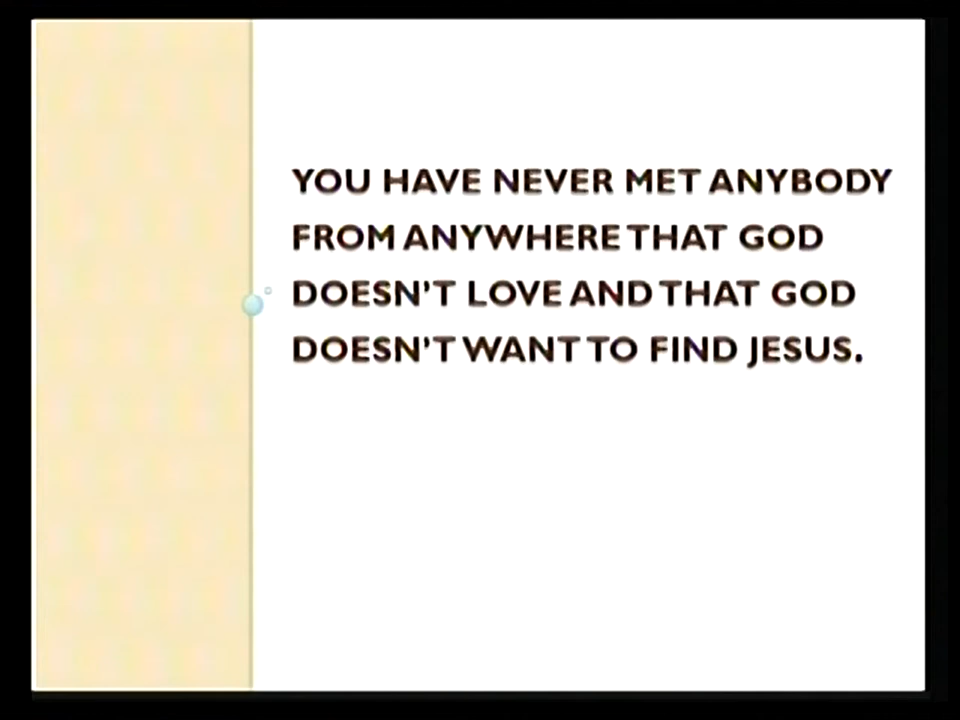 YOU HAVE NEVER MET ANYBODY
FROM ANYWHERE THAT GOD
DOESN'T LOVE AND THAT GOD
DOESN'T WANT TO FIND JESUS.